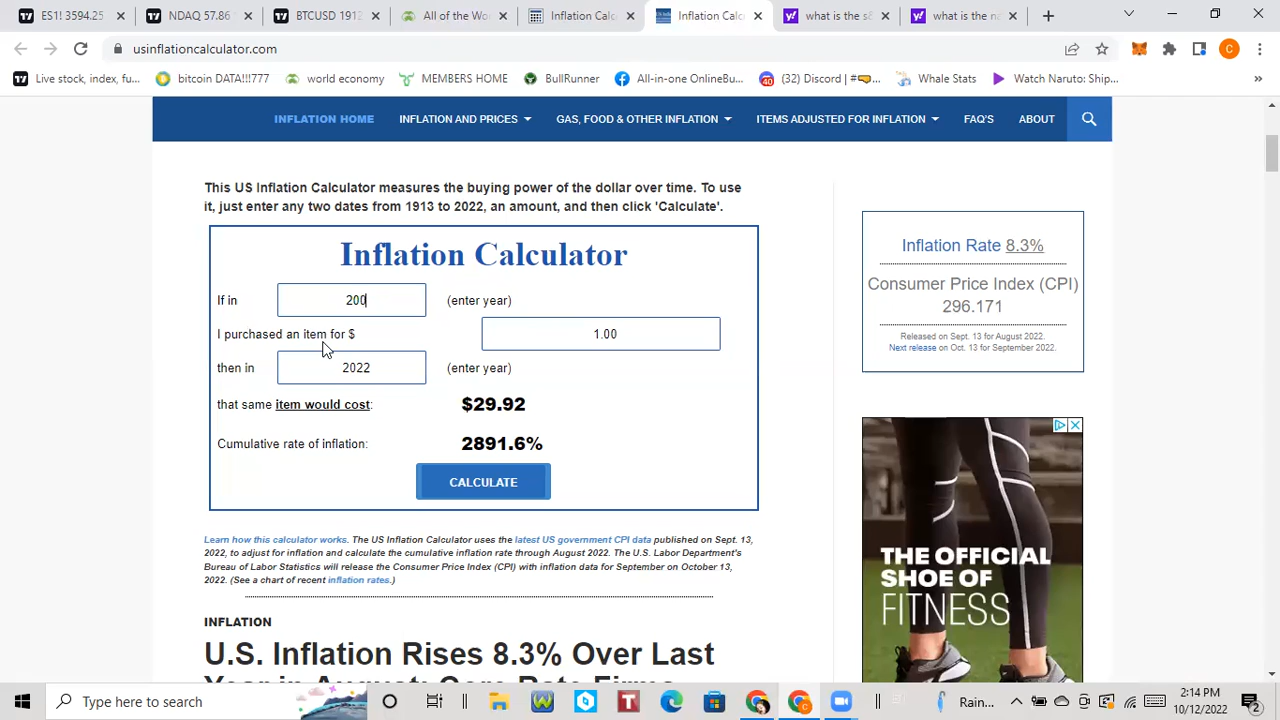 ES1! 3594.2
NDAQ 57.8
BTCUSD 19
All of the Wo
Inflation Calc
Inflation Calc
what is the s
what is the na
usinflationcalculator.com
C
Live stock, index, fu...
bitcoin DATA!!!777
world economy
MEMBERS HOME
BullRunner
All-in-one OnlineBu...
(32) Discord | #
Whale Stats
Watch Naruto: Ship...
INFLATION HOME
INFLATION AND PRICES
GAS, FOOD & OTHER INFLATION
ITEMS ADJUSTED FOR INFLATION
FAQ'S
ABOUT
This US Inflation Calculator measures the buying power of the dollar over time. To use
it, just enter any two dates from 1913 to 2022, an amount, and then click 'Calculate'.
Inflation Calculator
If in 200 (enter year)
I purchased an item for $ 1.00
then in 2022 (enter year)
that same item would cost: $29.92
Cumulative rate of inflation: 2891.6%
CALCULATE
Learn how this calculator works. The US Inflation Calculator uses the latest US government CPI data published on Sept. 13,
2022, to adjust for inflation and calculate the cumulative inflation rate through August 2022. The U.S. Labor Department's
Bureau of Labor Statistics will release the Consumer Price Index (CPI) with inflation data for September on October 13,
2022. (See a chart of recent inflation rates.)
INFLATION
U.S. Inflation Rises 8.3% Over Last
Year in August; Core Rate Firms
Inflation Rate 8.3%
Consumer Price Index (CPI)
296.171
Released on Sept. 13 for August 2022.
Next release on Oct. 13 for September 2022.
THE OFFICIAL
SHOE OF
FITNESS
Type here to search
Rain...
2:14 PM
10/12/2022
2